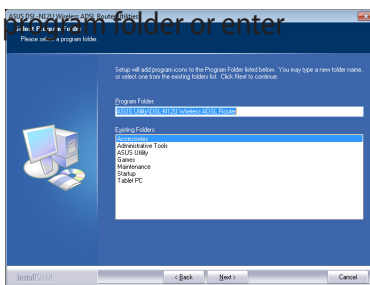 ASUS DSL-N12U Wireless ADSL Router Utilities
program folder or enter
Select Program Folder
Please select a program folder.
Setup will add program icons to the Program Folder listed below. You may type a new folder name,
or select one from the existing folders list. Click Next to continue.
Program Folder:
ASUS Utility\DSL-N12U Wireless ADSL Router
Existing Folders:
Accessories
Administrative Tools
ASUS Utility
Games
Maintenance
Startup
Tablet PC
InstallShield
< Back
Next >
Cancel